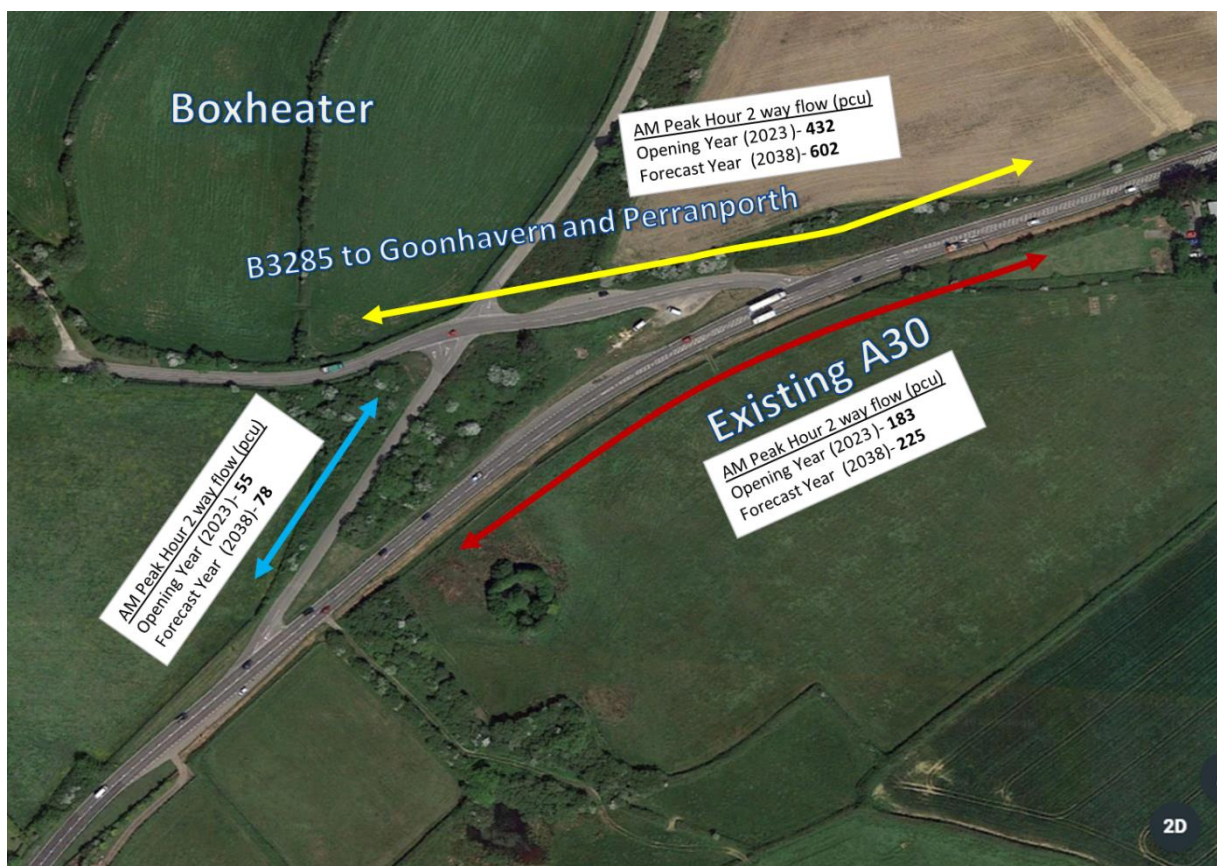 Boxheater
AM Peak Hour 2 way flow (pcu)
Opening Year (2023)- 432
Forecast Year  (2038)- 602
B3285 to Goonhavern and Perranporth
Existing A30
AM Peak Hour 2 way flow (pcu)
Opening Year (2023 )- 183
Forecast Year  (2038)- 225
AM Peak Hour 2 way flow (pcu)
Opening Year (2023 )- 55
Forecast Year  (2038)- 78
2D